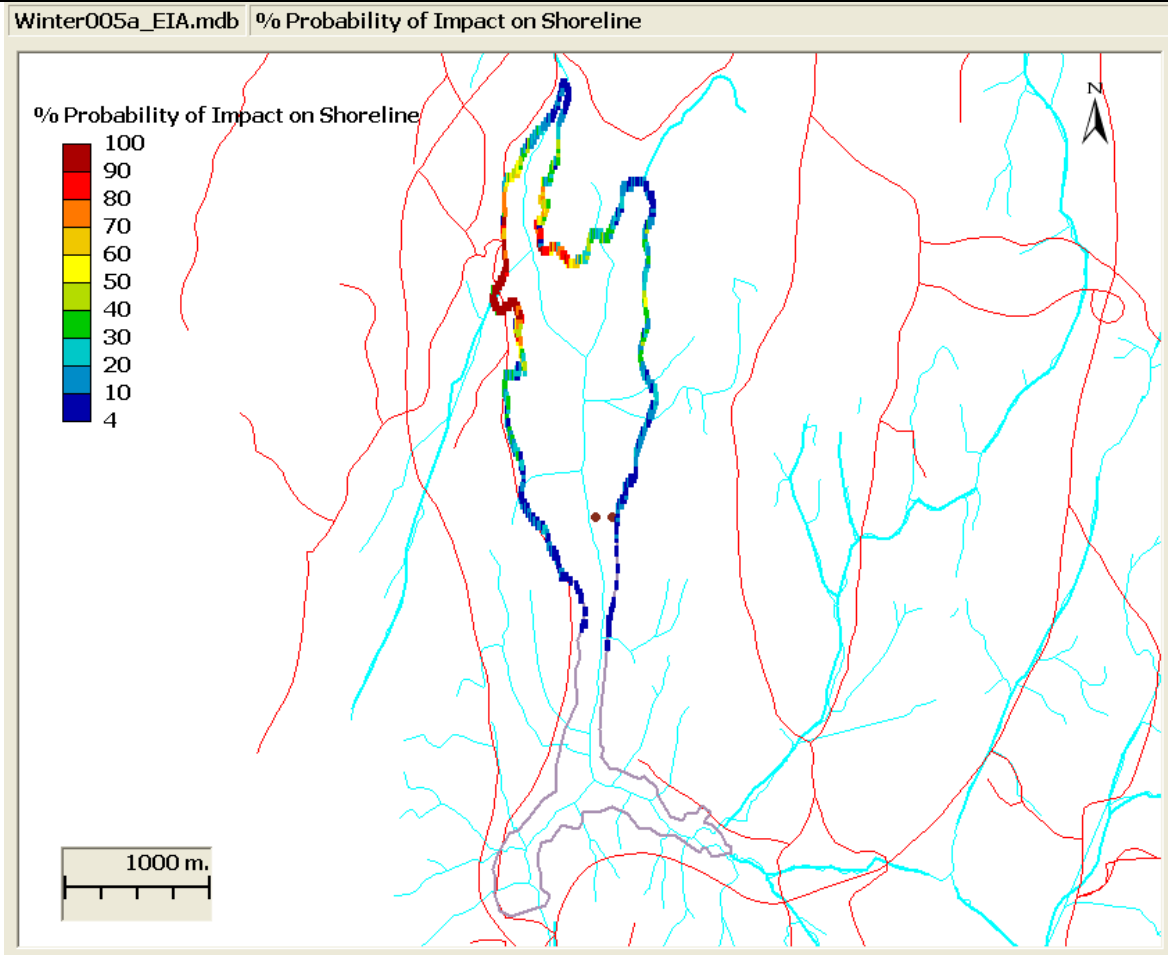 Winter005a_EIA.mdb % Probability of Impact on Shoreline
N
% Probability of Impact on Shoreline
100
90
80
70
60
50
40
30
20
10
4
1000 m.